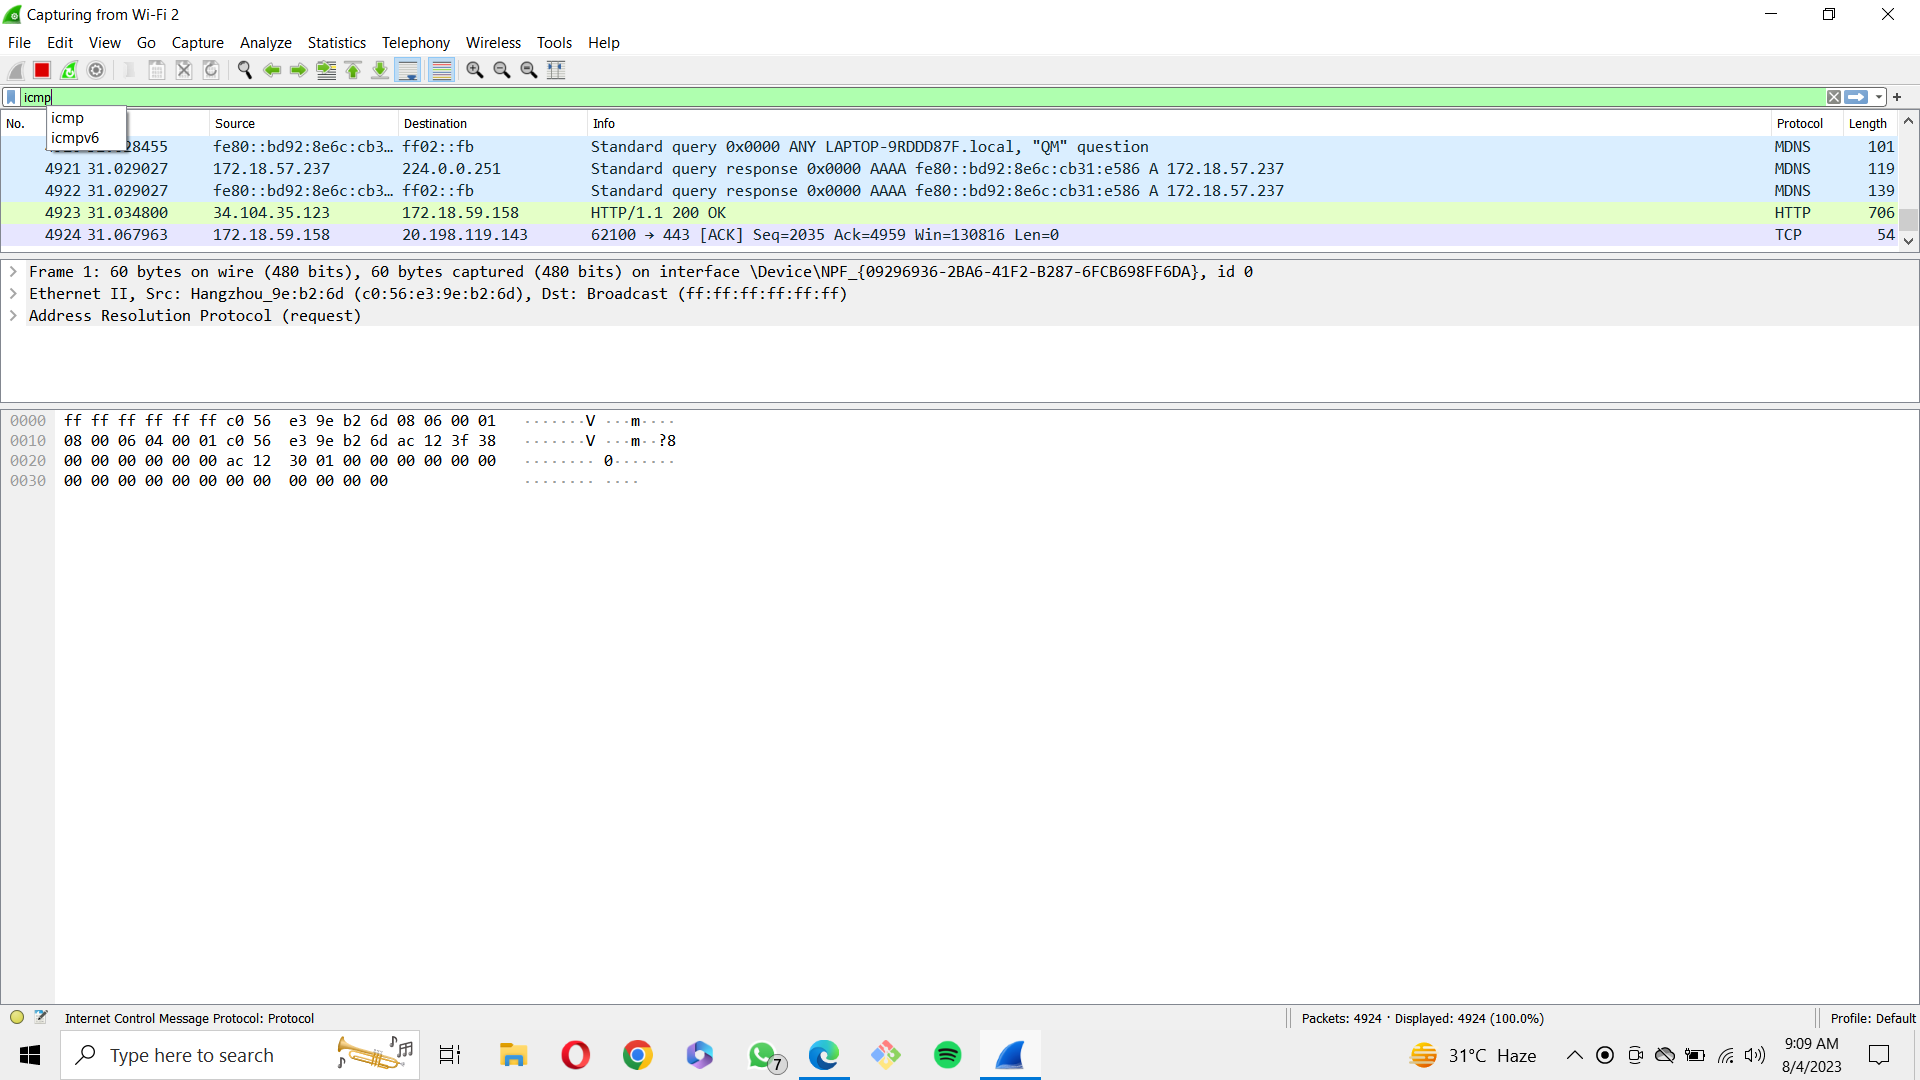 Capturing from Wi-Fi 2
File Edit View Go Capture Analyze Statistics Telephony Wireless Tools Help
icmp
icmp
icmpv6
No. Source Destination Info Protocol Length
28455 fe80::bd92:8e6c:cb3… ff02::fb Standard query 0x0000 ANY LAPTOP-9RDDD87F.local, "QM" question MDNS 101
4921 31.029027 172.18.57.237 224.0.0.251 Standard query response 0x0000 AAAA fe80::bd92:8e6c:cb31:e586 A 172.18.57.237 MDNS 119
4922 31.029027 fe80::bd92:8e6c:cb3… ff02::fb Standard query response 0x0000 AAAA fe80::bd92:8e6c:cb31:e586 A 172.18.57.237 MDNS 139
4923 31.034800 34.104.35.123 172.18.59.158 HTTP/1.1 200 OK HTTP 706
4924 31.067963 172.18.59.158 20.198.119.143 62100 → 443 [ACK] Seq=2035 Ack=4959 Win=130816 Len=0 TCP 54
Frame 1: 60 bytes on wire (480 bits), 60 bytes captured (480 bits) on interface \Device\NPF_{09296936-2BA6-41F2-B287-6FCB698FF6DA}, id 0
Ethernet II, Src: Hangzhou_9e:b2:6d (c0:56:e3:9e:b2:6d), Dst: Broadcast (ff:ff:ff:ff:ff:ff)
Address Resolution Protocol (request)
0000 ff ff ff ff ff ff c0 56 e3 9e b2 6d 08 06 00 01 ·······V ···m····
0010 08 00 06 04 00 01 c0 56 e3 9e b2 6d ac 12 3f 38 ·······V ···m··?8
0020 00 00 00 00 00 00 ac 12 30 01 00 00 00 00 00 00 ········ 0·······
0030 00 00 00 00 00 00 00 00 00 00 00 00 ········ ····
Internet Control Message Protocol: Protocol Packets: 4924 · Displayed: 4924 (100.0%) Profile: Default
Type here to search 7 31°C Haze 9:09 AM
8/4/2023